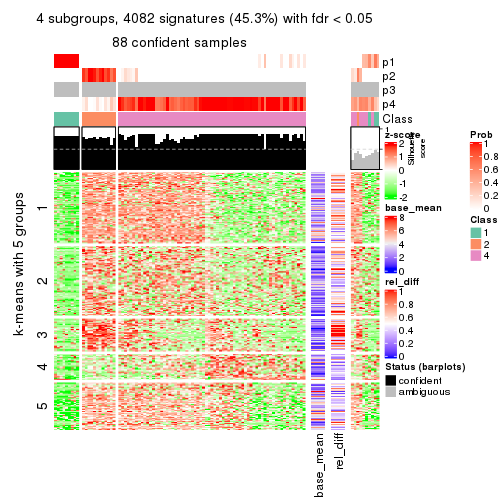 4 subgroups, 4082 signatures (45.3%) with fdr < 0.05
88 confident samples
p1
p2
p3
p4
Class
1
Silhouette
score
k-means with 5 groups
1
2
3
4
5
base_mean
rel_diff
z-score
2
1
0
-1
-2
base_mean
8
6
4
2
0
rel_diff
1
0.8
0.6
0.4
0.2
0
Status (barplots)
confident
ambiguous
Prob
1
0.8
0.6
0.4
0.2
0
Class
1
2
4